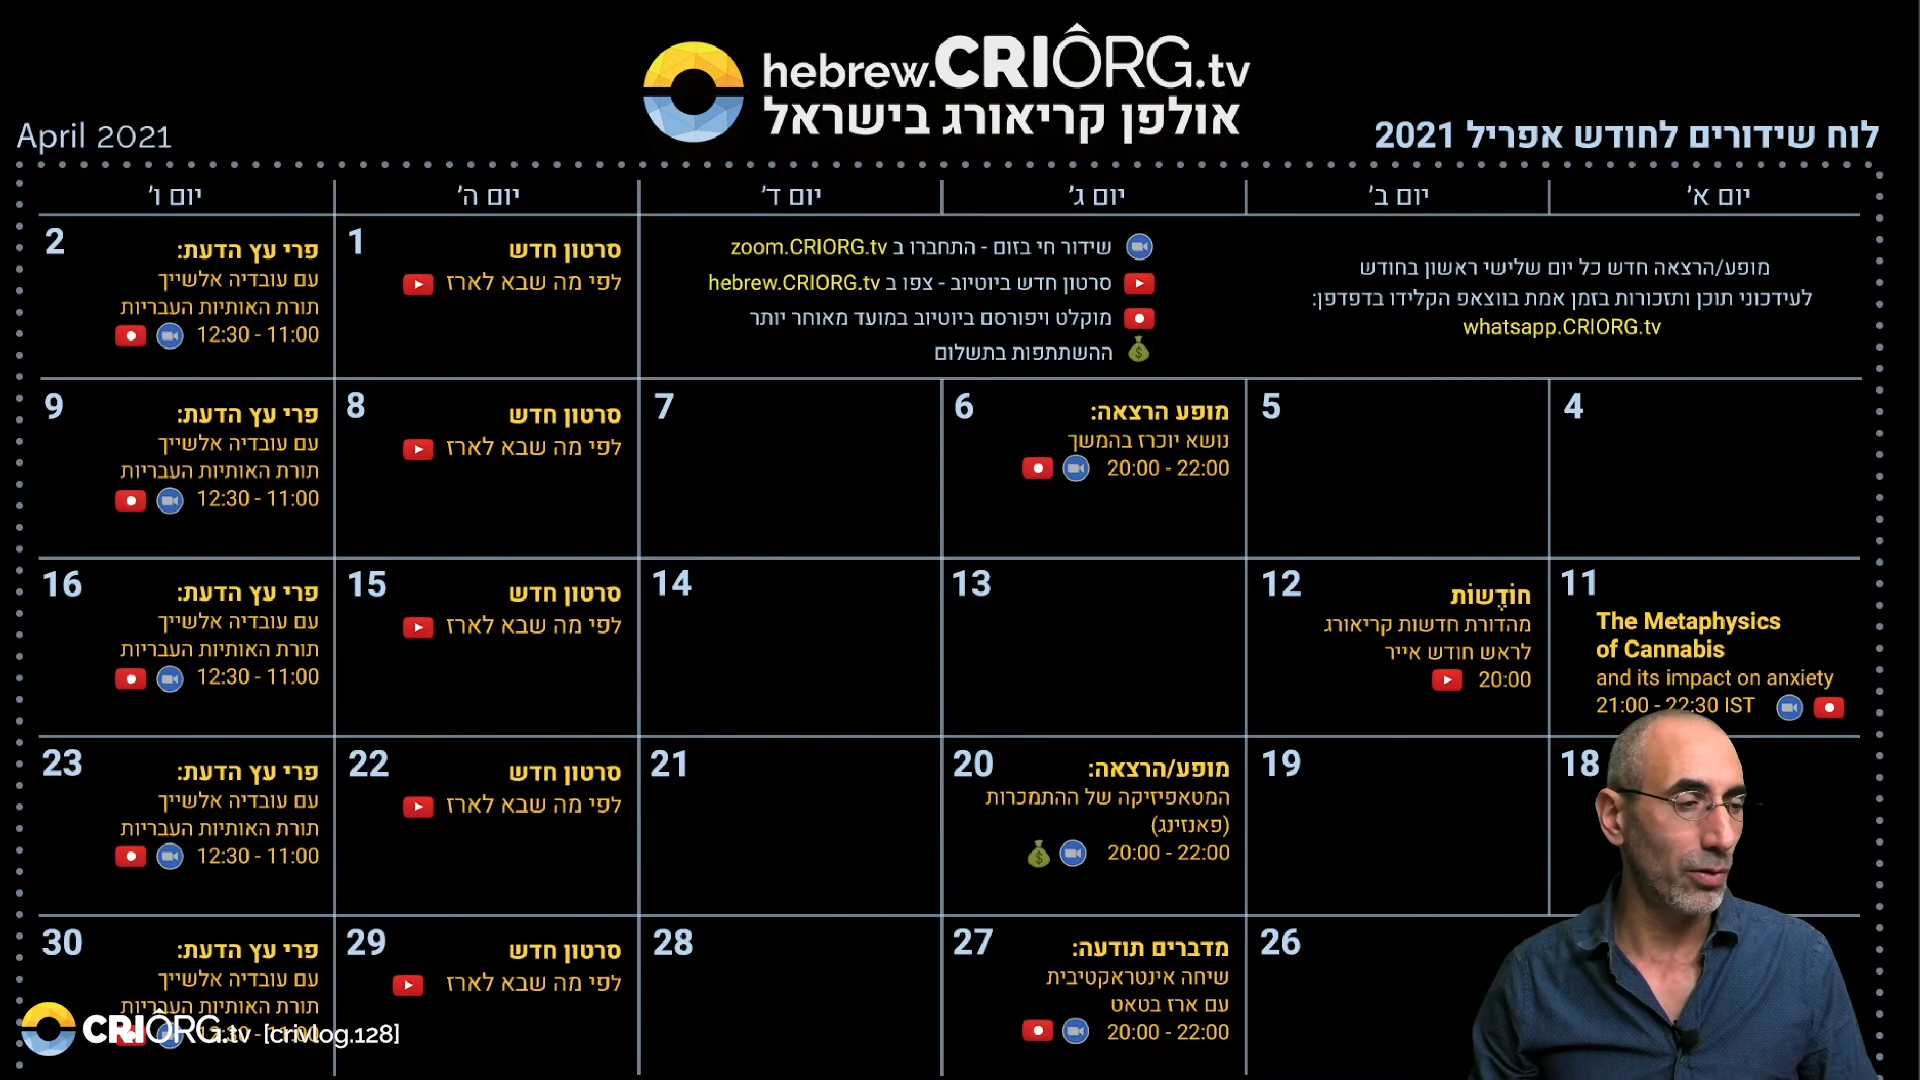 hebrew.CRIÔRG.tv
אולפן קריאורג בישראל
לוח שידורים לחודש אפריל 2021
April 2021
יום א׳
יום ב׳
יום ג׳
יום ד׳
יום ה׳
יום ו׳
מופע/הרצאה חדש כל יום שלישי ראשון בחודש
לעידכוני תוכן ותזכורות בזמן אמת בווצאפ הקלידו בדפדפן:
whatsapp.CRIORG.tv
שידור חי בזום - התחברו ב zoom.CRIORG.tv
סרטון חדש ביוטיוב - צפו ב hebrew.CRIORG.tv
מוקלט ויפורסם ביוטיוב במועד מאוחר יותר
ההשתתפות בתשלום
1
סרטון חדש
לפי מה שבא לארז
2
פרי עץ הדעת:
עם עובדיה אלשייך
תורת האותיות העבריות
12:30 - 11:00
4
5
6
מופע הרצאה:
נושא יוכרז בהמשך
20:00 - 22:00
7
8
סרטון חדש
לפי מה שבא לארז
9
פרי עץ הדעת:
עם עובדיה אלשייך
תורת האותיות העבריות
12:30 - 11:00
11
The Metaphysics
of Cannabis
and its impact on anxiety
21:00 - 22:30 IST
12
חוֹדֶשוֹת
מהדורת חדשות קריאורג
לראש חודש אייר
20:00
13
14
15
סרטון חדש
לפי מה שבא לארז
16
פרי עץ הדעת:
עם עובדיה אלשייך
תורת האותיות העבריות
12:30 - 11:00
18
19
20
מופע/הרצאה:
המטאפיזיקה של ההתמכרות
(פאנזינג)
20:00 - 22:00
21
22
סרטון חדש
לפי מה שבא לארז
23
פרי עץ הדעת:
עם עובדיה אלשייך
תורת האותיות העבריות
12:30 - 11:00
26
27
מדברים תודעה:
שיחה אינטראקטיבית
עם ארז בטאט
20:00 - 22:00
28
29
סרטון חדש
לפי מה שבא לארז
30
פרי עץ הדעת:
עם עובדיה אלשייך
תורת האותיות העבריות
12:30 - 11:00
CRIÔRG.tv [crivlog.128]